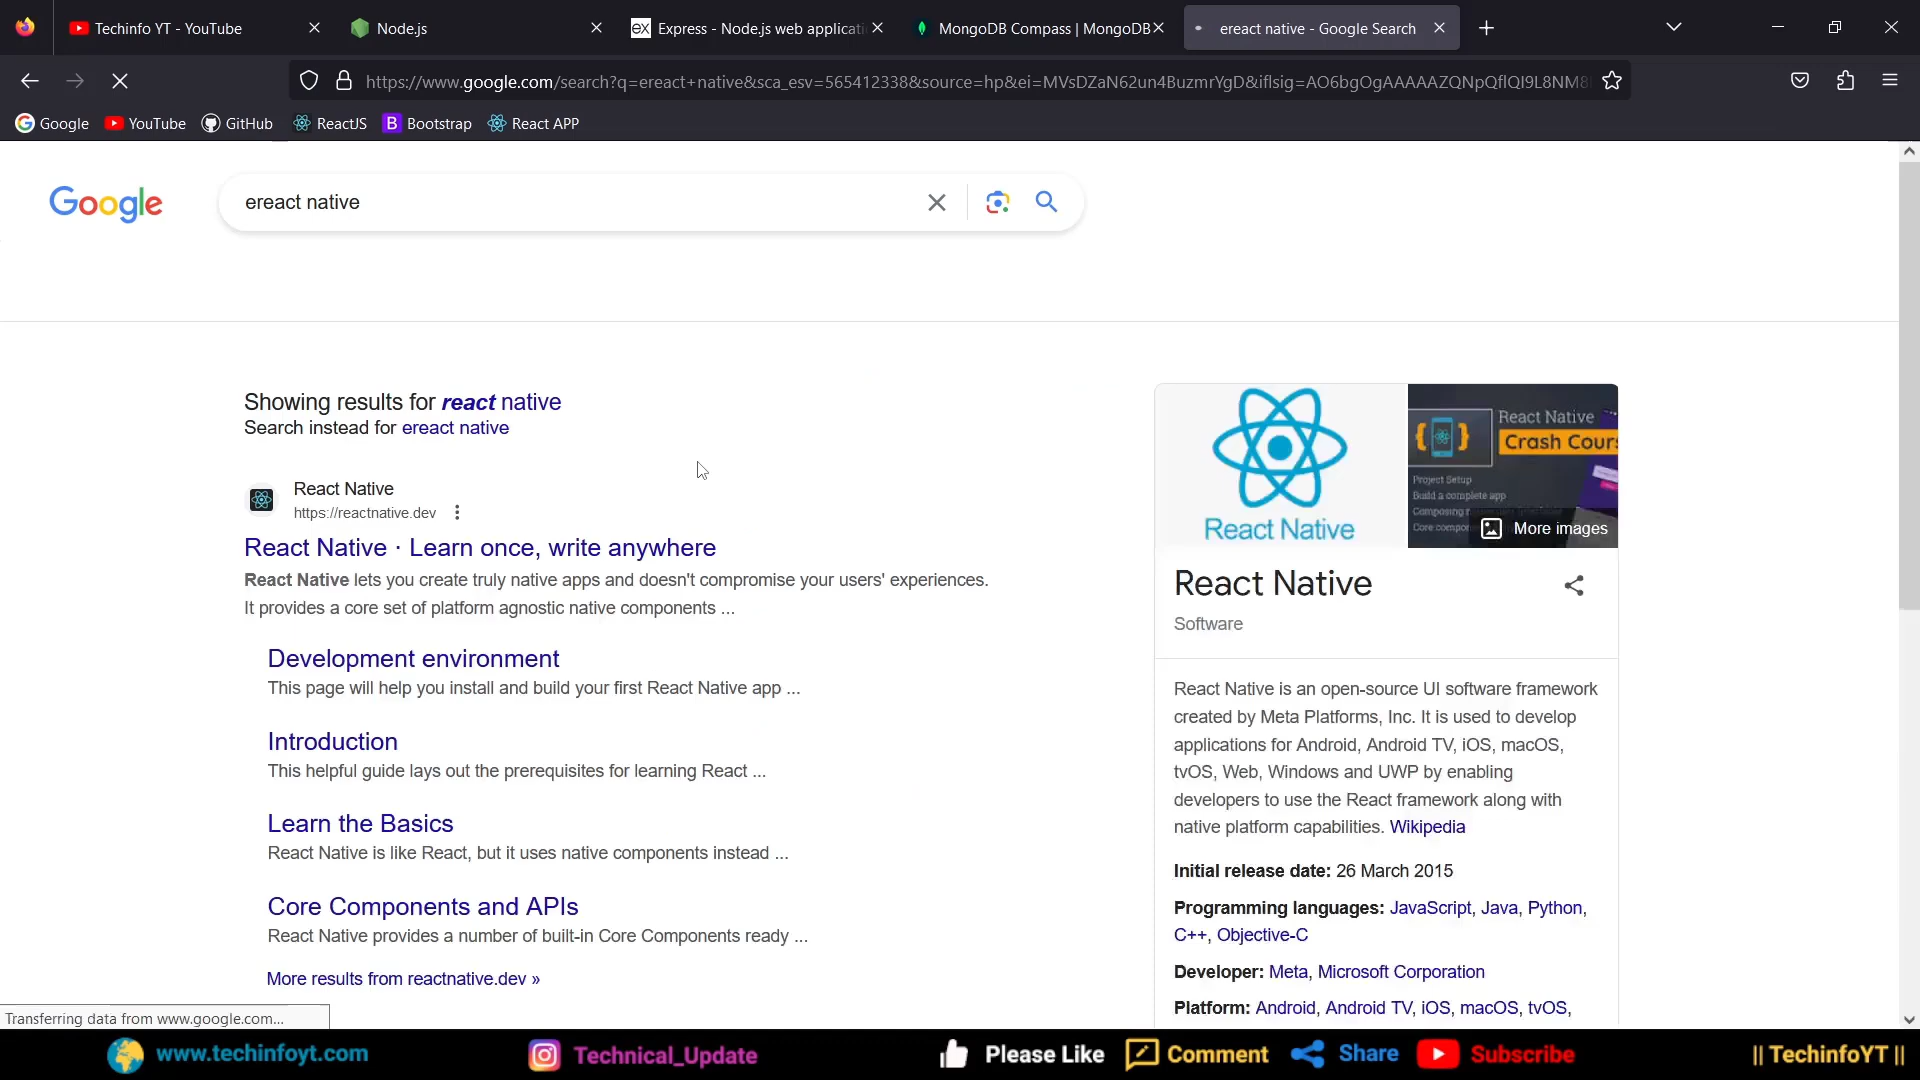 Techinfo YT - YouTube
Node.js
Express - Node.js web applicati
MongoDB Compass | MongoDB
ereact native - Google Search
https://www.google.com/search?q=ereact+native&sca_esv=565412338&source=hp&ei=MVsDZaN62un4BuzmrYgD&iflsig=
Google
YouTube
GitHub
ReactJS
Bootstrap
React APP
Google
ereact native
Showing results for react native
Search instead for ereact native
React Native
https://reactnative.dev
React Native · Learn once, write anywhere
React Native lets you create truly native apps and doesn't compromise your users' experiences.
It provides a core set of platform agnostic native components ...
Development environment
This page will help you install and build your first React Native app ...
Introduction
This helpful guide lays out the prerequisites for learning React ...
Learn the Basics
React Native is like React, but it uses native components instead ...
Core Components and APIs
React Native provides a number of built-in Core Components ready ...
More results from reactnative.dev »
React Native
React Native
Crash Cour
Project Setup
Build a complete app
More images
React Native
Software
React Native is an open-source UI software framework
created by Meta Platforms, Inc. It is used to develop
applications for Android, Android TV, iOS, macOS,
tvOS, Web, Windows and UWP by enabling
developers to use the React framework along with
native platform capabilities. Wikipedia
Initial release date: 26 March 2015
Programming languages: JavaScript, Java, Python,
C++, Objective-C
Developer: Meta, Microsoft Corporation
Platform: Android, Android TV, iOS, macOS, tvOS,
Transferring data from www.google.com...
www.techinfoyt.com
Technical_Update
Please Like
Comment
Share
Subscribe
|| TechinfoYT ||